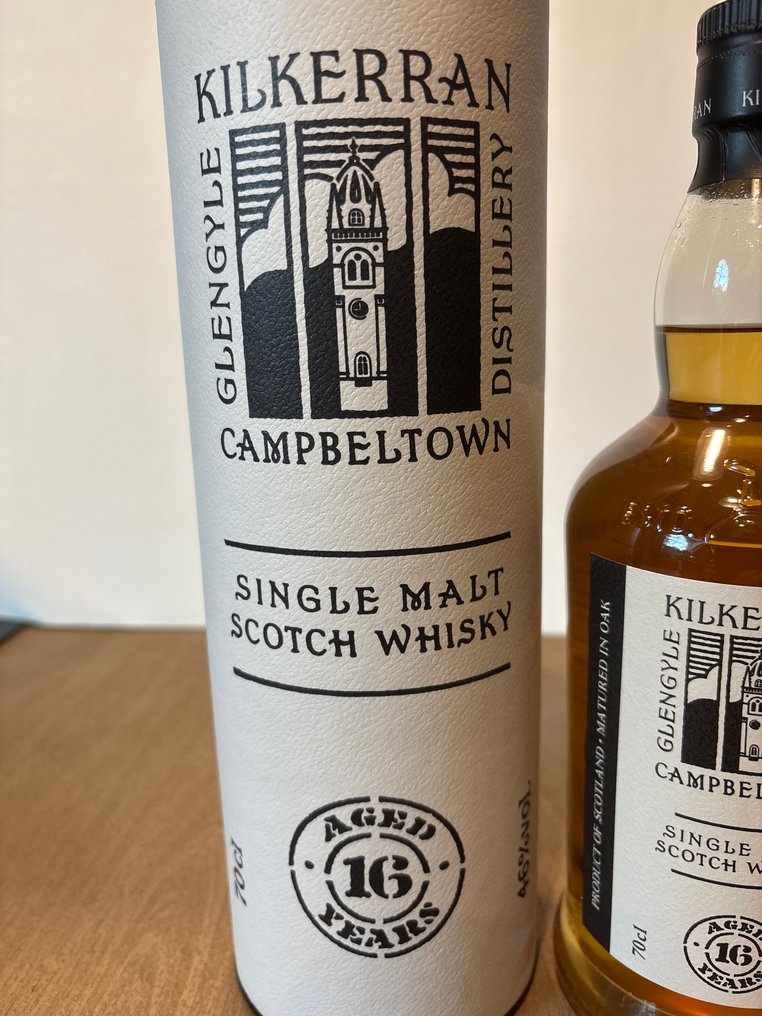 KILKERRAN
GLENGYLE
DISTILLERY
CAMPBELTOWN
SINGLE MALT
SCOTCH WHISKY
AGED
16
YEARS
70cl
46%VOL.
KI
PRODUCT OF SCOTLAND • MATURED IN OAK
KILKE
GLENGYLE
CAMPBEL
SINGLE
SCOTCH W
70cl
AGED
16
YEARS